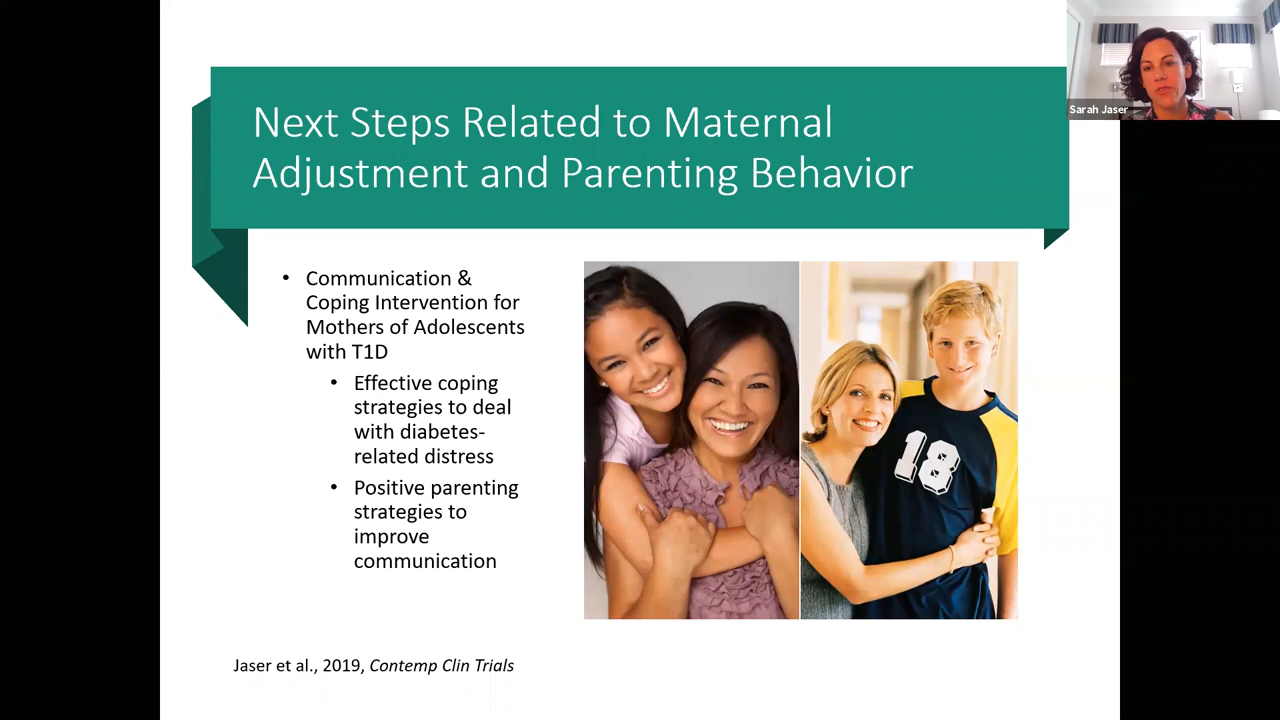 Next Steps Related to Maternal
Adjustment and Parenting Behavior
Sarah Jaser
• Communication &
Coping Intervention for
Mothers of Adolescents
with T1D
• Effective coping
strategies to deal
with diabetes-
related distress
• Positive parenting
strategies to
improve
communication
18
Jaser et al., 2019, Contemp Clin Trials